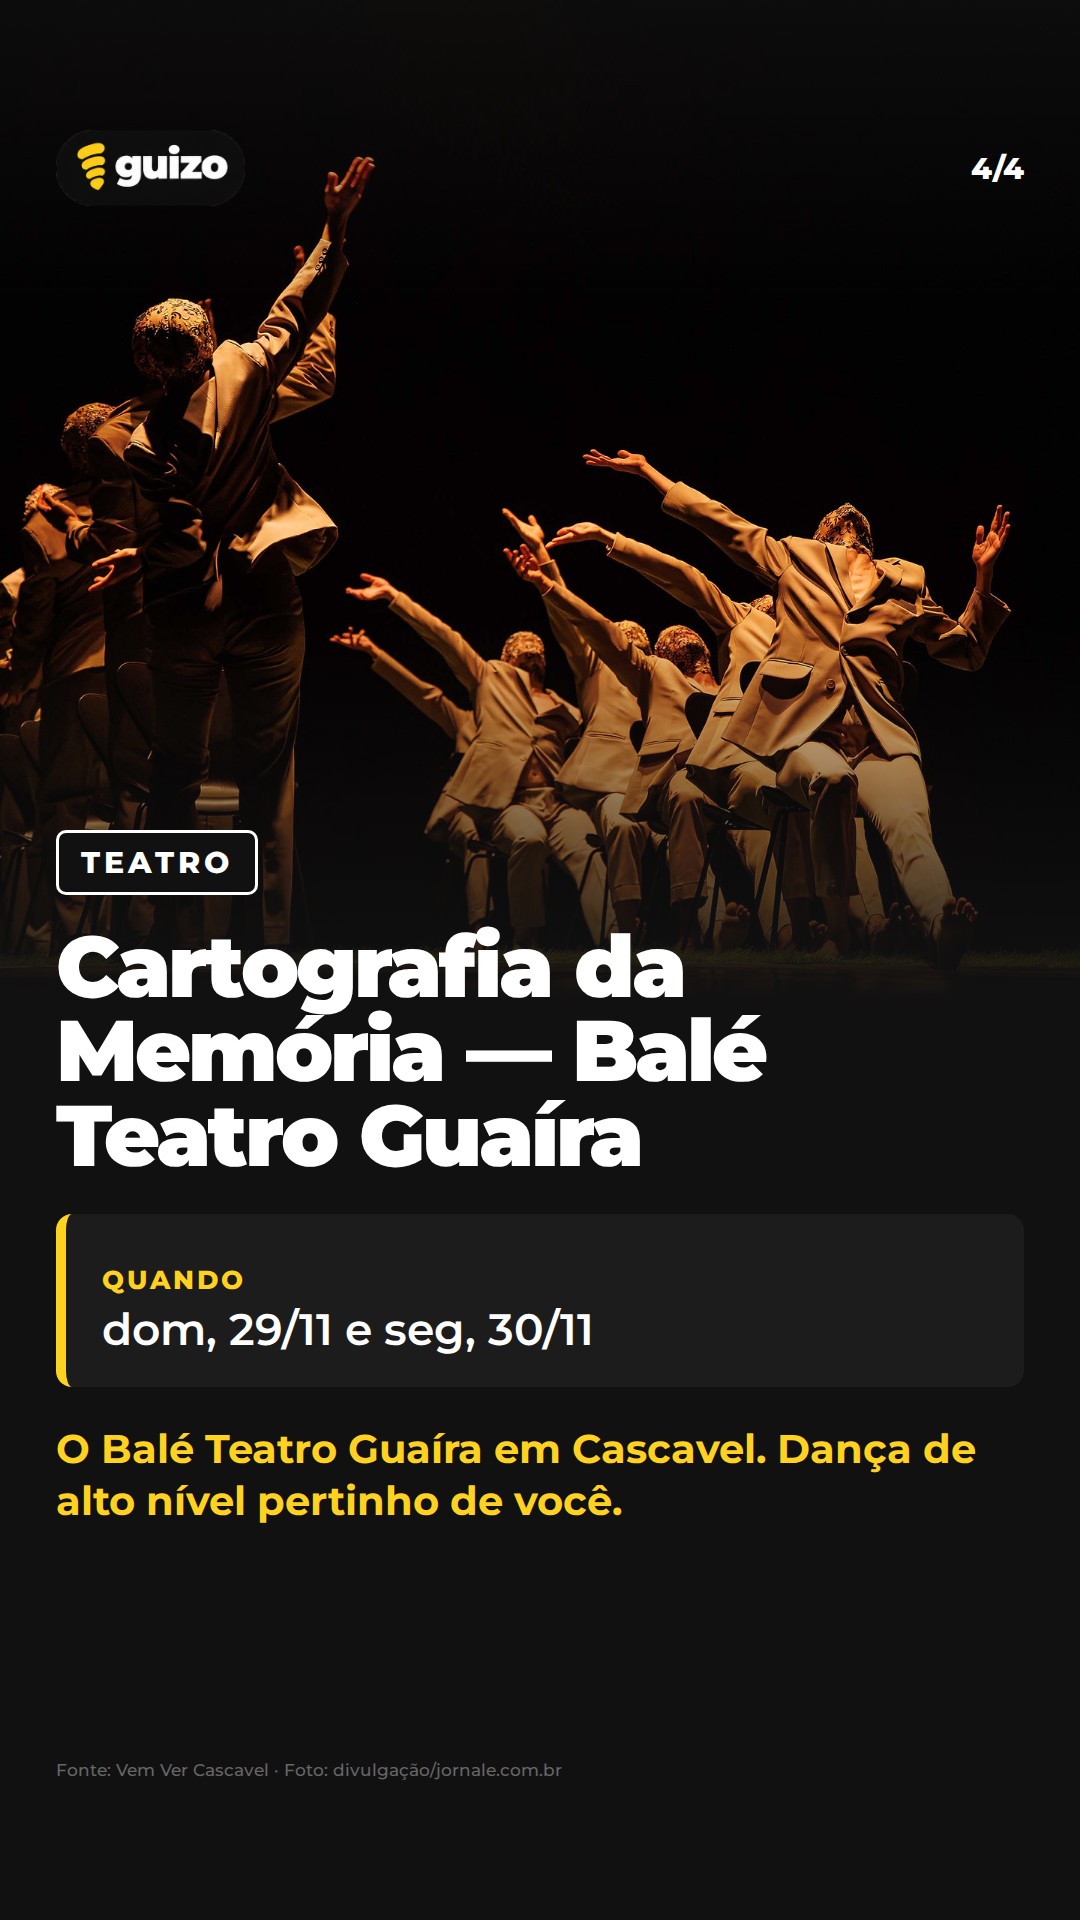 guizo
4/4
TEATRO
Cartografia da
Memória — Balé
Teatro Guaíra
QUANDO
dom, 29/11 e seg, 30/11
O Balé Teatro Guaíra em Cascavel. Dança de
alto nível pertinho de você.
Fonte: Vem Ver Cascavel · Foto: divulgação/jornale.com.br